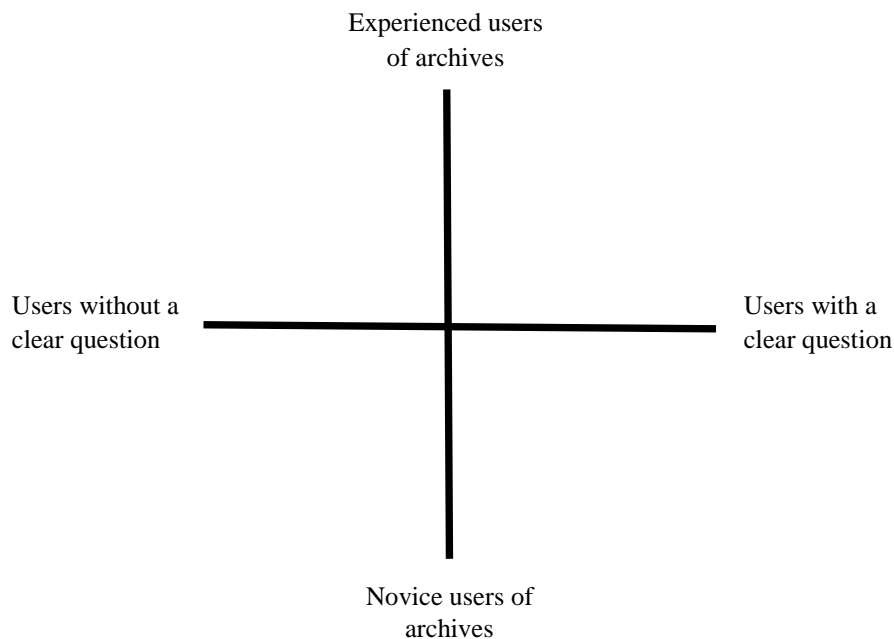 Experienced users
of archives
Users without a
clear question
Users with a
clear question
Novice users of
archives